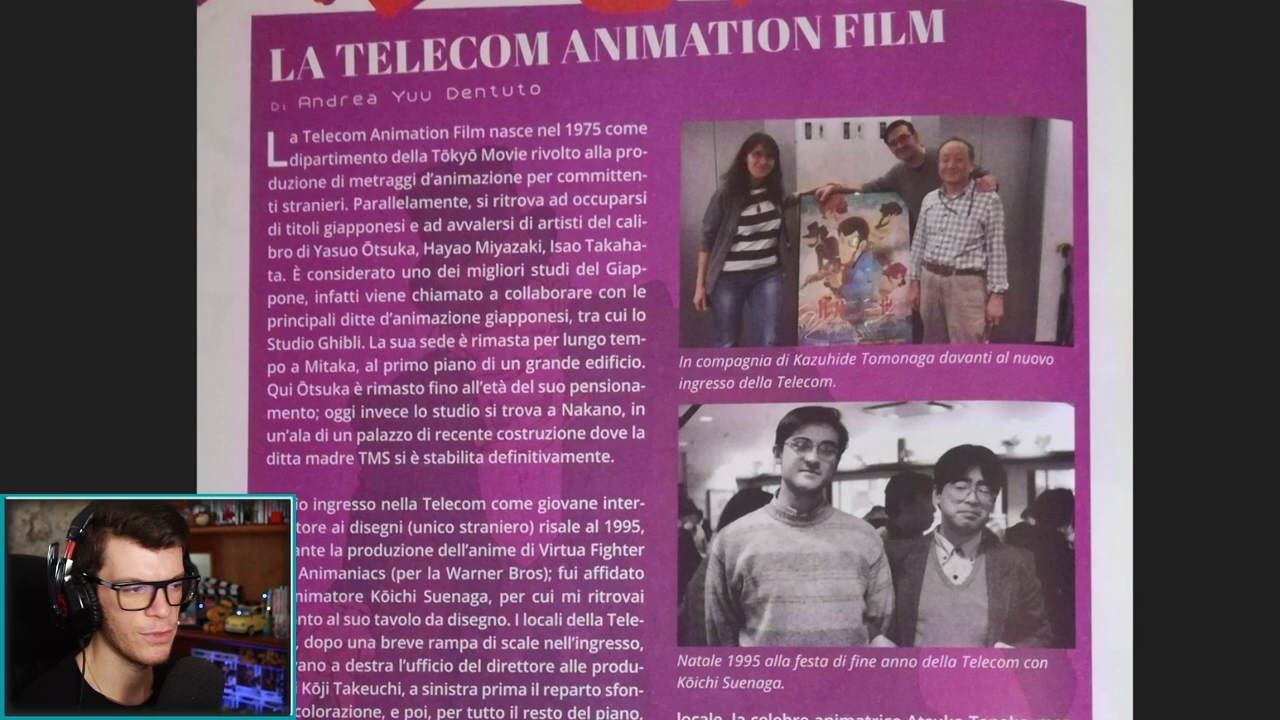 LA TELECOM ANIMATION FILM
Di Andrea Yuu Dentuto
La Telecom Animation Film nasce nel 1975 come
dipartimento della Tōkyō Movie rivolto alla pro-
duzione di metraggi d'animazione per committen-
ti stranieri. Parallelamente, si ritrova ad occuparsi
di titoli giapponesi e ad avvalersi di artisti del cali-
bro di Yasuo Ōtsuka, Hayao Miyazaki, Isao Takaha-
ta. È considerato uno dei migliori studi del Giap-
pone, infatti viene chiamato a collaborare con le
principali ditte d'animazione giapponesi, tra cui lo
Studio Ghibli. La sua sede è rimasta per lungo tem-
po a Mitaka, al primo piano di un grande edificio.
Qui Ōtsuka è rimasto fino all'età del suo pensiona-
mento; oggi invece lo studio si trova a Nakano, in
un'ala di un palazzo di recente costruzione dove la
ditta madre TMS si è stabilita definitivamente.
io ingresso nella Telecom come giovane inter-
tore ai disegni (unico straniero) risale al 1995,
ante la produzione dell'anime di Virtua Fighter
Animaniacs (per la Warner Bros); fui affidato
nimatore Kōichi Suenaga, per cui mi ritrovai
nto al suo tavolo da disegno. I locali della Tele-
, dopo una breve rampa di scale nell'ingresso,
vano a destra l'ufficio del direttore alle produ-
i Kōji Takeuchi, a sinistra prima il reparto sfon-
colorazione, e poi, per tutto il resto del piano,
In compagnia di Kazuhide Tomonaga davanti al nuovo
ingresso della Telecom.
Natale 1995 alla festa di fine anno della Telecom con
Kōichi Suenaga.
locale, la celebre animatrice Atsuko Tanaka